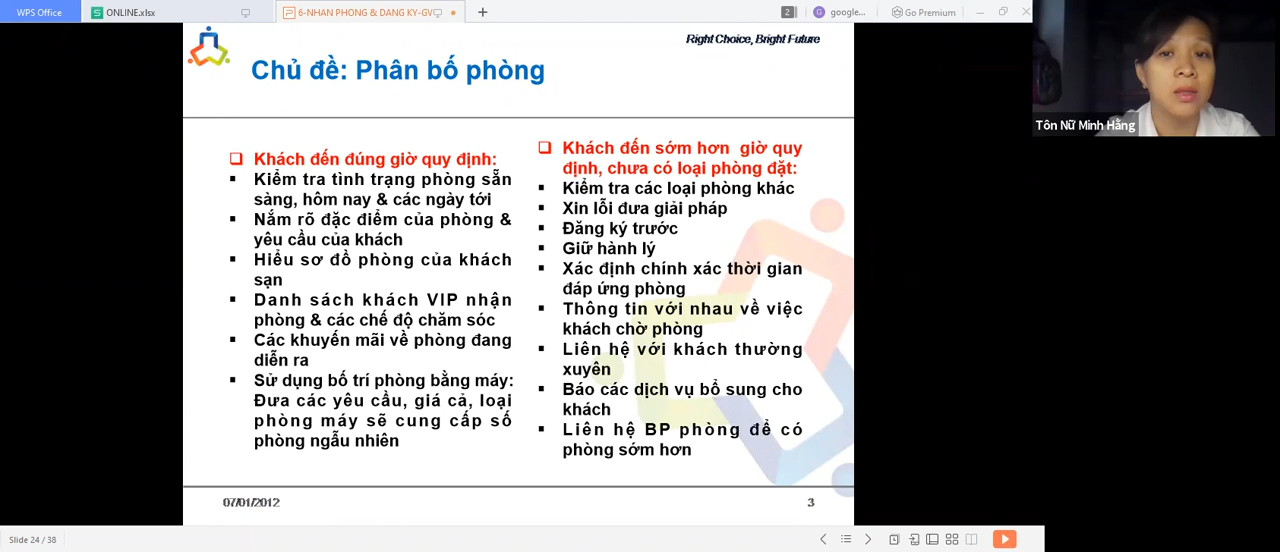 WPS Office
ONLINE.xlsx
6-NHAN PHONG & DANG KY-GV
2
G
google...
Go Premium
Right Choice, Bright Future
Chủ đề: Phân bố phòng
Khách đến đúng giờ quy định:
Kiểm tra tình trạng phòng sẵn
sàng, hôm nay & các ngày tới
Nắm rõ đặc điểm của phòng &
yêu cầu của khách
Hiểu sơ đồ phòng của khách
sạn
Danh sách khách VIP nhận
phòng & các chế độ chăm sóc
Các khuyến mãi về phòng đang
diễn ra
Sử dụng bố trí phòng bằng máy:
Đưa các yêu cầu, giá cả, loại
phòng máy sẽ cung cấp số
phòng ngẫu nhiên
Khách đến sớm hơn giờ quy
định, chưa có loại phòng đặt:
Kiểm tra các loại phòng khác
Xin lỗi đưa giải pháp
Đăng ký trước
Giữ hành lý
Xác định chính xác thời gian
đáp ứng phòng
Thông tin với nhau về việc
khách chờ phòng
Liên hệ với khách thường
xuyên
Báo các dịch vụ bổ sung cho
khách
Liên hệ BP phòng để có
phòng sớm hơn
07/01/2012
3
Tôn Nữ Minh Hằng
Slide 24 / 38